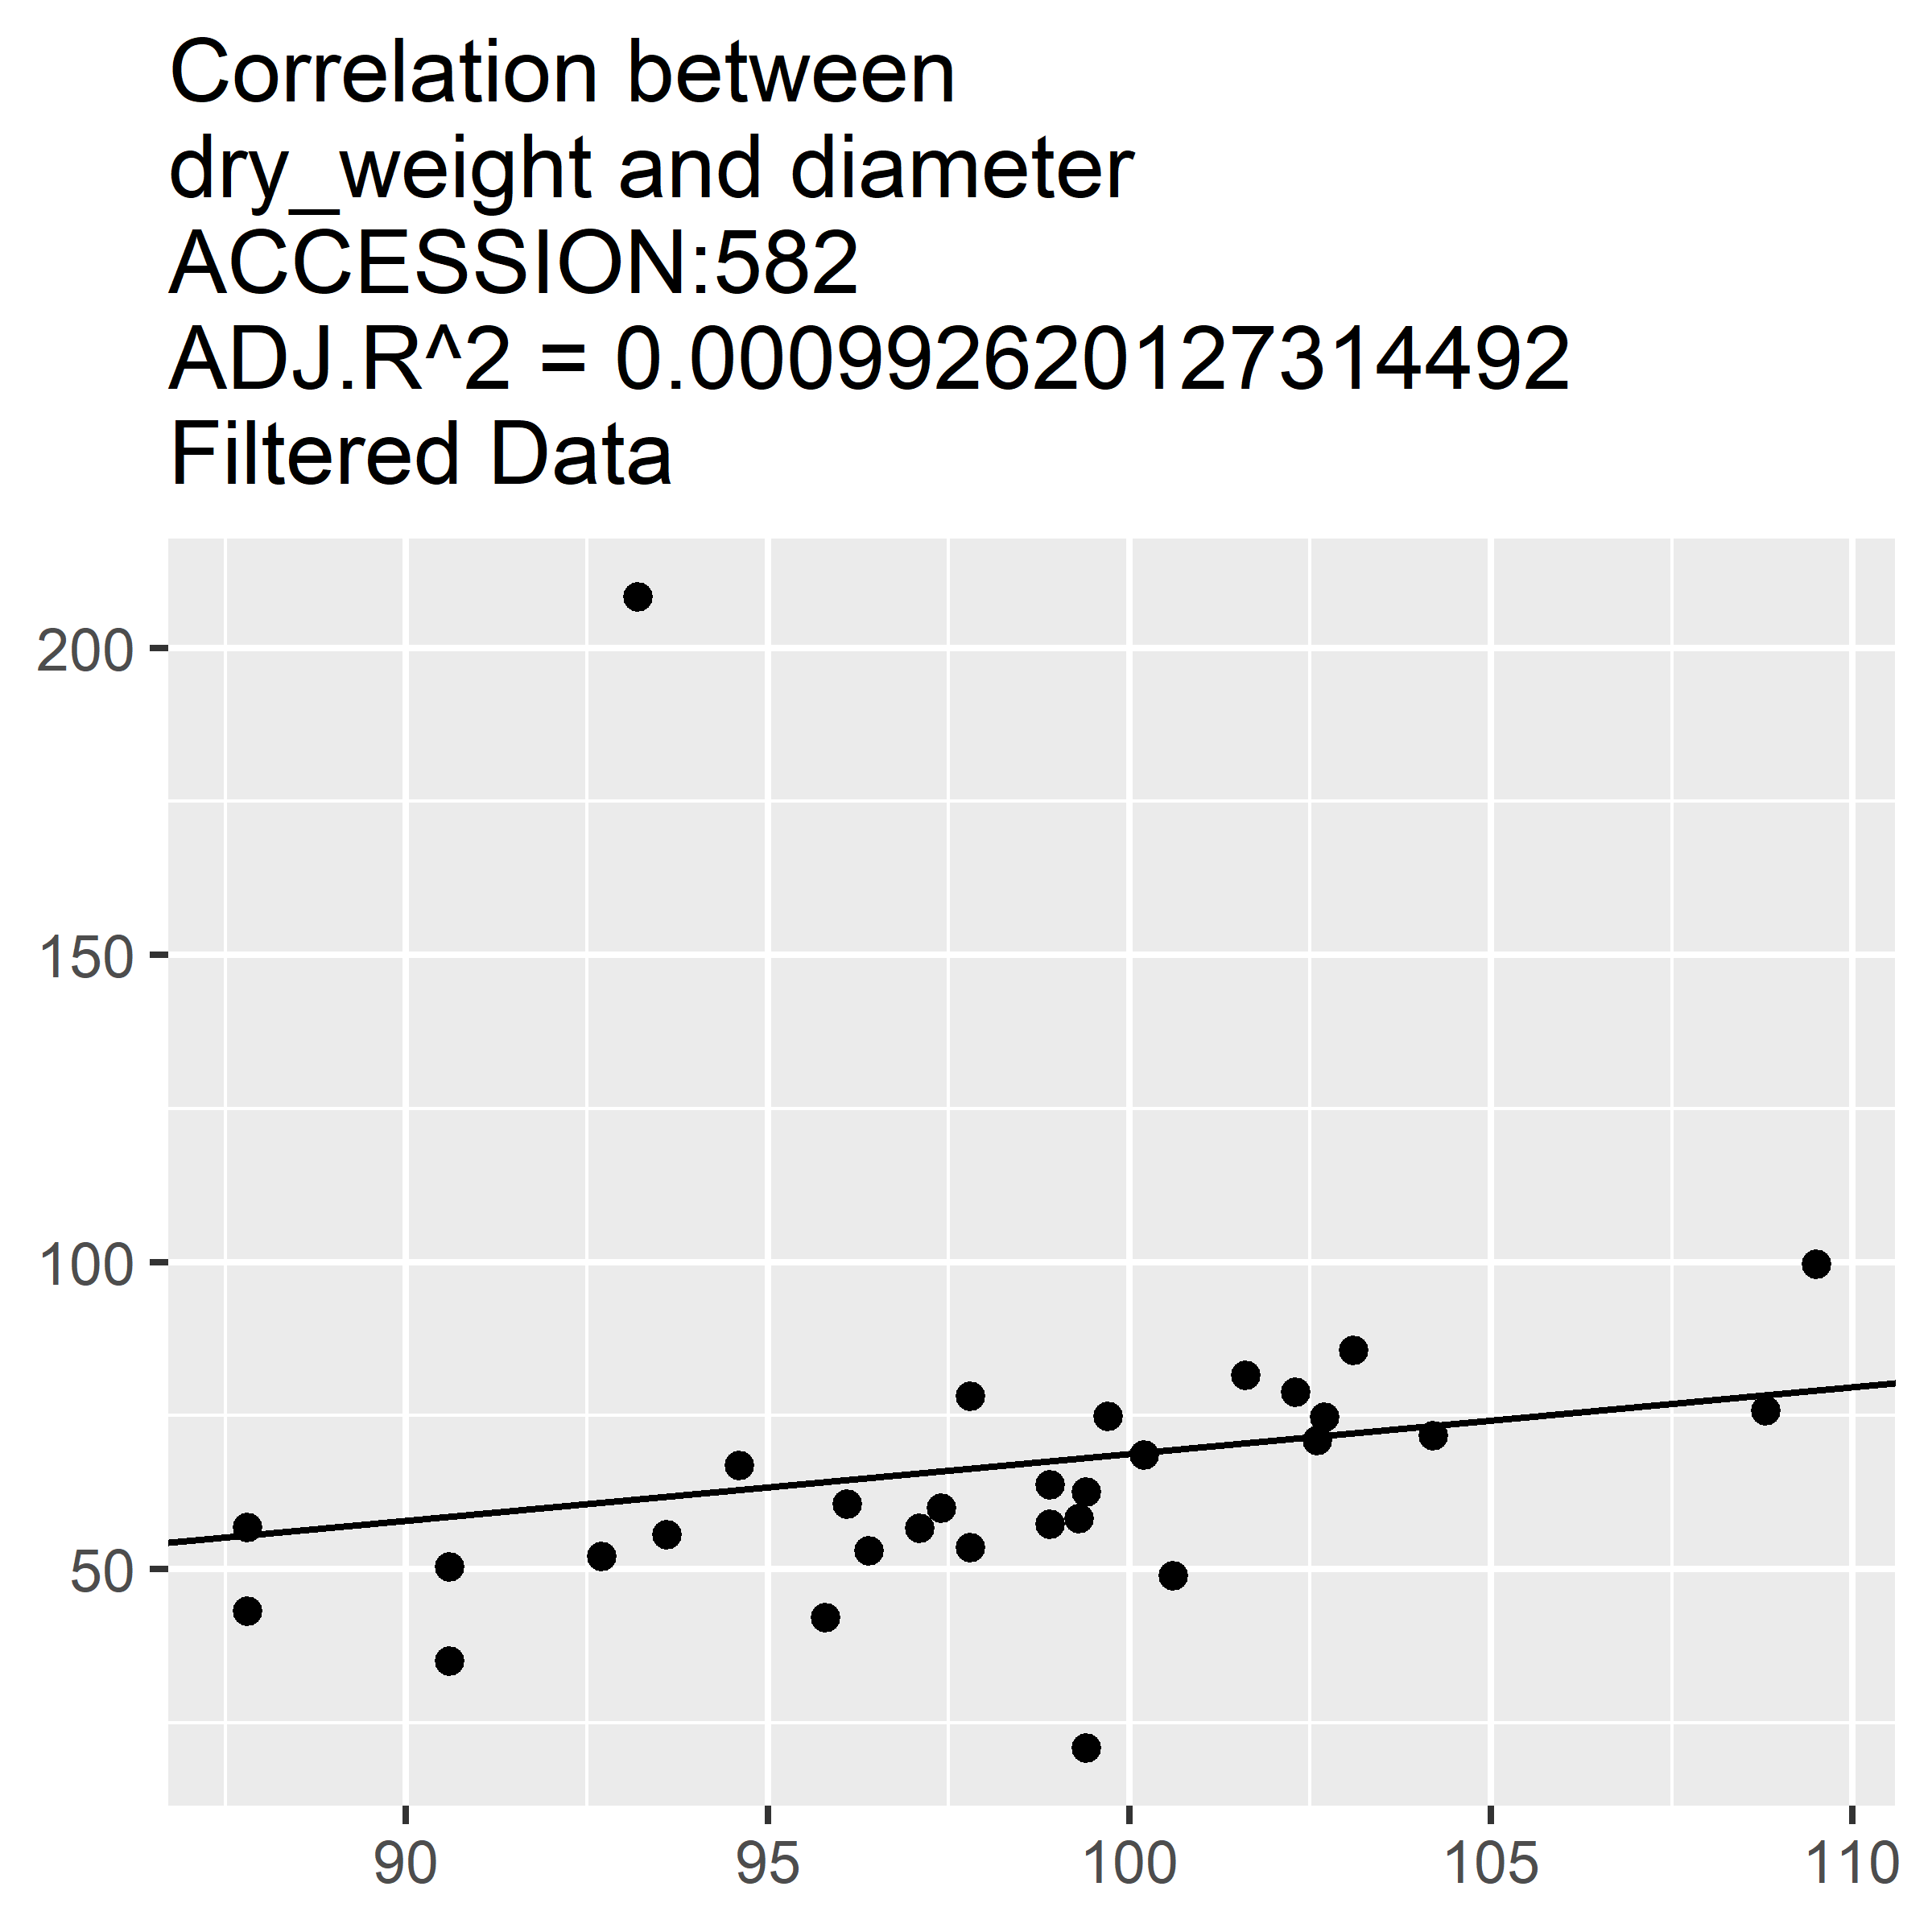 Correlation between
dry_weight and diameter
ACCESSION:582
ADJ.R^2 = 0.000992620127314492
Filtered Data
200
150
100
50
90
95
100
105
110